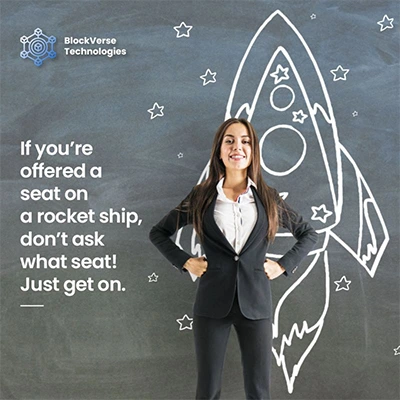 BlockVerse
Technologies
If you're
offered a
seat on
a rocket ship,
don't ask
what seat!
Just get on.